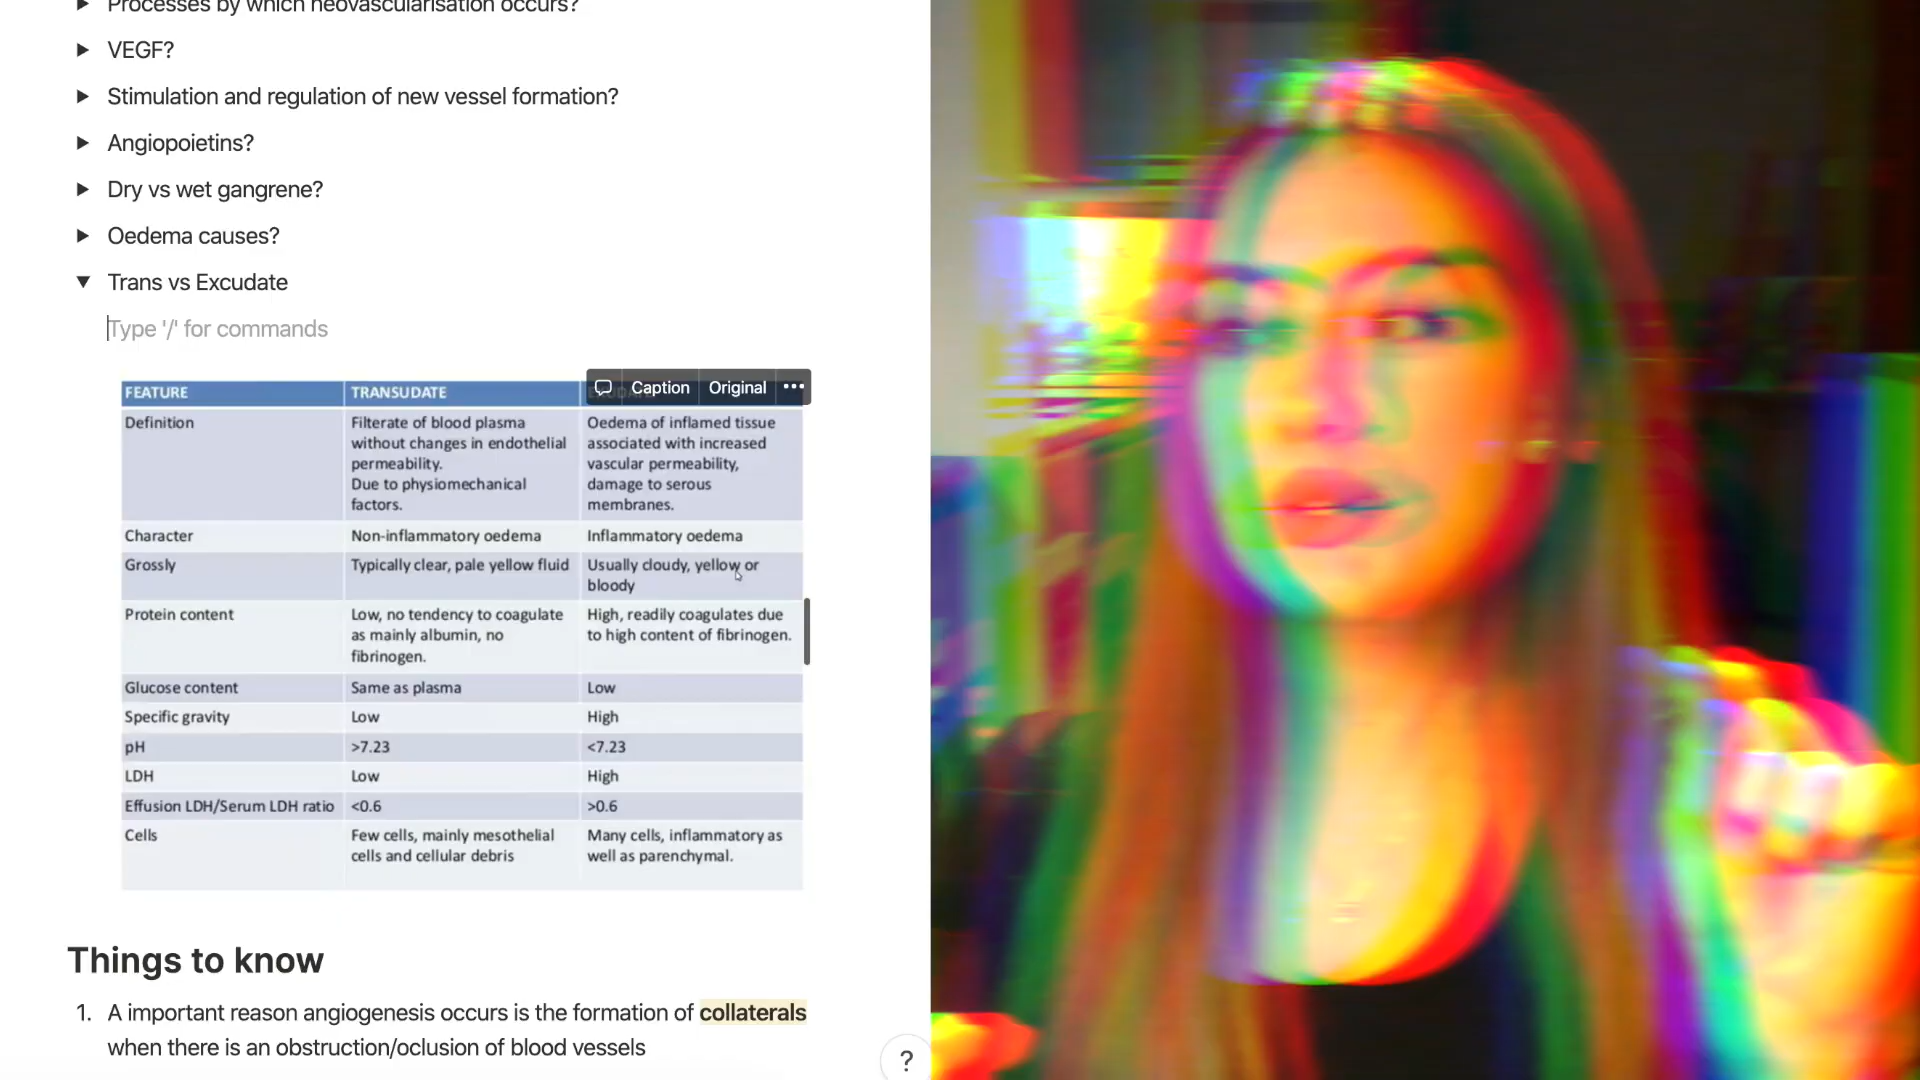 Processes by which neovascularisation occurs?
VEGF?
Stimulation and regulation of new vessel formation?
Angiopoietins?
Dry vs wet gangrene?
Oedema causes?
Trans vs Excudate
Type '/' for commands
Caption Original
FEATURE TRANSUDATE
Definition
Filterate of blood plasma
without changes in endothelial
permeability.
Due to physiomechanical
factors.
Oedema of inflamed tissue
associated with increased
vascular permeability,
damage to serous
membranes.
Character Non-inflammatory oedema Inflammatory oedema
Grossly Typically clear, pale yellow fluid
Usually cloudy, yellow or
bloody
Protein content
Low, no tendency to coagulate
as mainly albumin, no
fibrinogen.
High, readily coagulates due
to high content of fibrinogen.
Glucose content Same as plasma Low
Specific gravity Low High
pH >7.23 <7.23
LDH Low High
Effusion LDH/Serum LDH ratio <0.6 >0.6
Cells
Few cells, mainly mesothelial
cells and cellular debris
Many cells, inflammatory as
well as parenchymal.
Things to know
1. A important reason angiogenesis occurs is the formation of collaterals
when there is an obstruction/oclusion of blood vessels
?